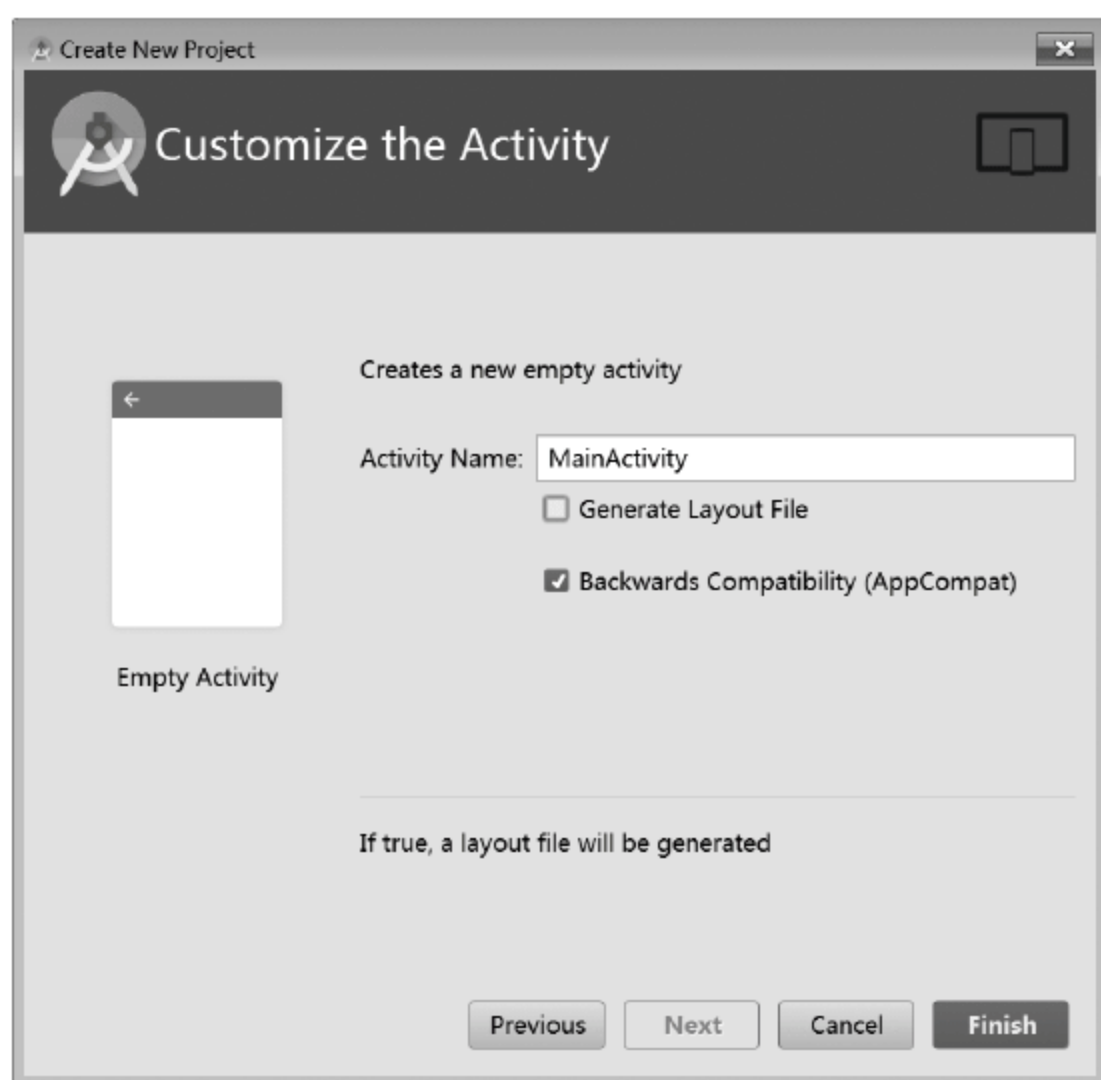 Create New Project
Customize the Activity
Creates a new empty activity
Activity Name: MainActivity
Generate Layout File
Backwards Compatibility (AppCompat)
Empty Activity
If true, a layout file will be generated
Previous Next Cancel Finish